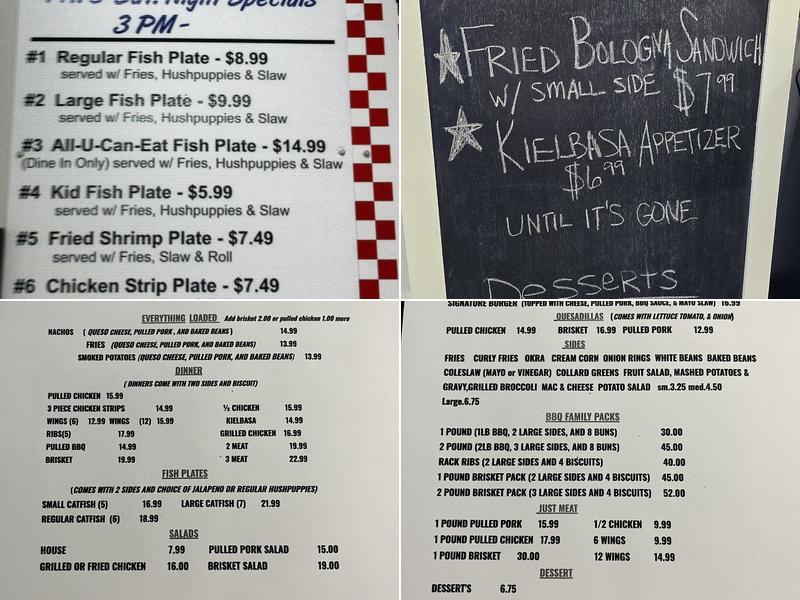 Night Specials
3 PM -
#1 Regular Fish Plate - $8.99
served w/ Fries, Hushpuppies & Slaw
#2 Large Fish Plate - $9.99
served w/ Fries, Hushpuppies & Slaw
#3 All-U-Can-Eat Fish Plate - $14.99
(Dine In Only) served w/ Fries, Hushpuppies & Slaw
#4 Kid Fish Plate - $5.99
served w/ Fries, Hushpuppies & Slaw
#5 Fried Shrimp Plate - $7.49
served w/ Fries, Slaw & Roll
#6 Chicken Strip Plate - $7.49
FRIED BOLOGNA SANDWICH
W/ SMALL SIDE $7.99
KIELBASA APPETIZER
$6.99
UNTIL IT'S GONE
DESSERTS
EVERYTHING LOADED Add brisket 2.00 or pulled chicken 1.00 more
NACHOS ( QUESO CHEESE, PULLED PORK, AND BAKED BEANS ) 14.99
FRIES (QUESO CHEESE, PULLED PORK, AND BAKED BEANS) 13.99
SMOKED POTATOES (QUESO CHEESE, PULLED PORK, AND BAKED BEANS) 13.99
DINNER
( DINNERS COME WITH TWO SIDES AND BISCUIT)
PULLED CHICKEN 15.99
3 PIECE CHICKEN STRIPS 14.99 ½ CHICKEN 15.99
WINGS (6) 12.99 WINGS (12) 15.99 KIELBASA 14.99
RIBS(5) 17.99 GRILLED CHICKEN 16.99
PULLED BBQ 14.99 2 MEAT 19.99
BRISKET 19.99 3 MEAT 22.99
FISH PLATES
(COMES WITH 2 SIDES AND CHOICE OF JALAPENO OR REGULAR HUSHPUPPIES)
SMALL CATFISH (5) 16.99 LARGE CATFISH (7) 21.99
REGULAR CATFISH (6) 18.99
SALADS
HOUSE 7.99 PULLED PORK SALAD 15.00
GRILLED OR FRIED CHICKEN 16.00 BRISKET SALAD 19.00
SIGNATURE BURGER (TOPPED WITH CHEESE, PULLED PORK, BBQ SAUCE, & MAYO SLAW) 16.99
QUESADILLAS (COMES WITH LETTUCE TOMATO, & ONION)
PULLED CHICKEN 14.99 BRISKET 16.99 PULLED PORK 12.99
SIDES
FRIES CURLY FRIES OKRA CREAM CORN ONION RINGS WHITE BEANS BAKED BEANS
COLESLAW (MAYO or VINEGAR) COLLARD GREENS FRUIT SALAD, MASHED POTATOES &
GRAVY,GRILLED BROCCOLI MAC & CHEESE POTATO SALAD sm.3.25 med.4.50
Large.6.75
BBQ FAMILY PACKS
1 POUND (1LB BBQ, 2 LARGE SIDES, AND 8 BUNS) 30.00
2 POUND (2LB BBQ, 3 LARGE SIDES, AND 8 BUNS) 45.00
RACK RIBS (2 LARGE SIDES AND 4 BISCUITS) 40.00
1 POUND BRISKET PACK (2 LARGE SIDES AND 4 BISCUITS) 45.00
2 POUND BRISKET PACK (3 LARGE SIDES AND 4 BISCUITS) 52.00
JUST MEAT
1 POUND PULLED PORK 15.99 1/2 CHICKEN 9.99
1 POUND PULLED CHICKEN 17.99 6 WINGS 9.99
1 POUND BRISKET 30.00 12 WINGS 14.99
DESSERT
DESSERT'S 6.75